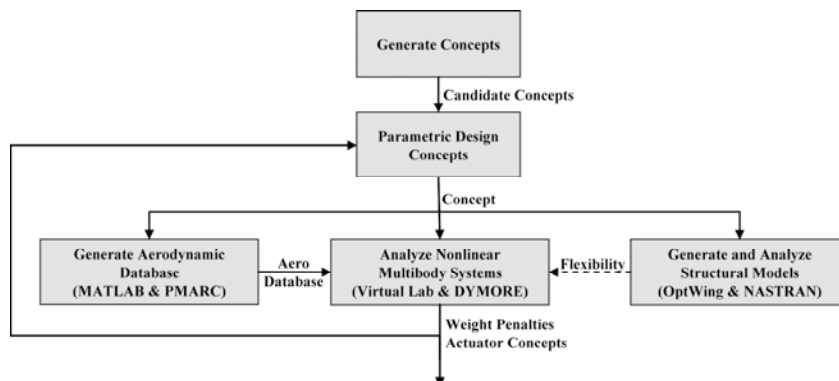 Generate Concepts
Candidate Concepts
Parametric Design
Concepts
Concept
Generate Aerodynamic
Database
(MATLAB & PMARC)
Aero
Database
Analyze Nonlinear
Multibody Systems
(Virtual Lab & DYMORE)
Flexibility
Generate and Analyze
Structural Models
(OptWing & NASTRAN)
Weight Penalties
Actuator Concepts